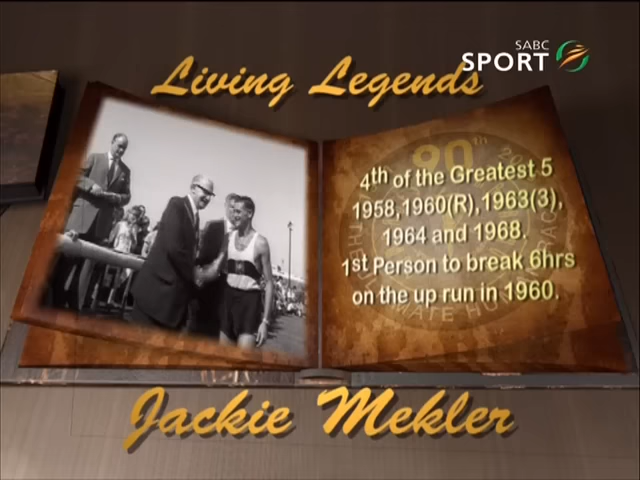 SABC
SPORT
Living Legends
90th
4th of the Greatest 5
1958,1960(R),1963(3),
1964 and 1968.
1st Person to break 6hrs
on the up run in 1960.
Jackie Mekler